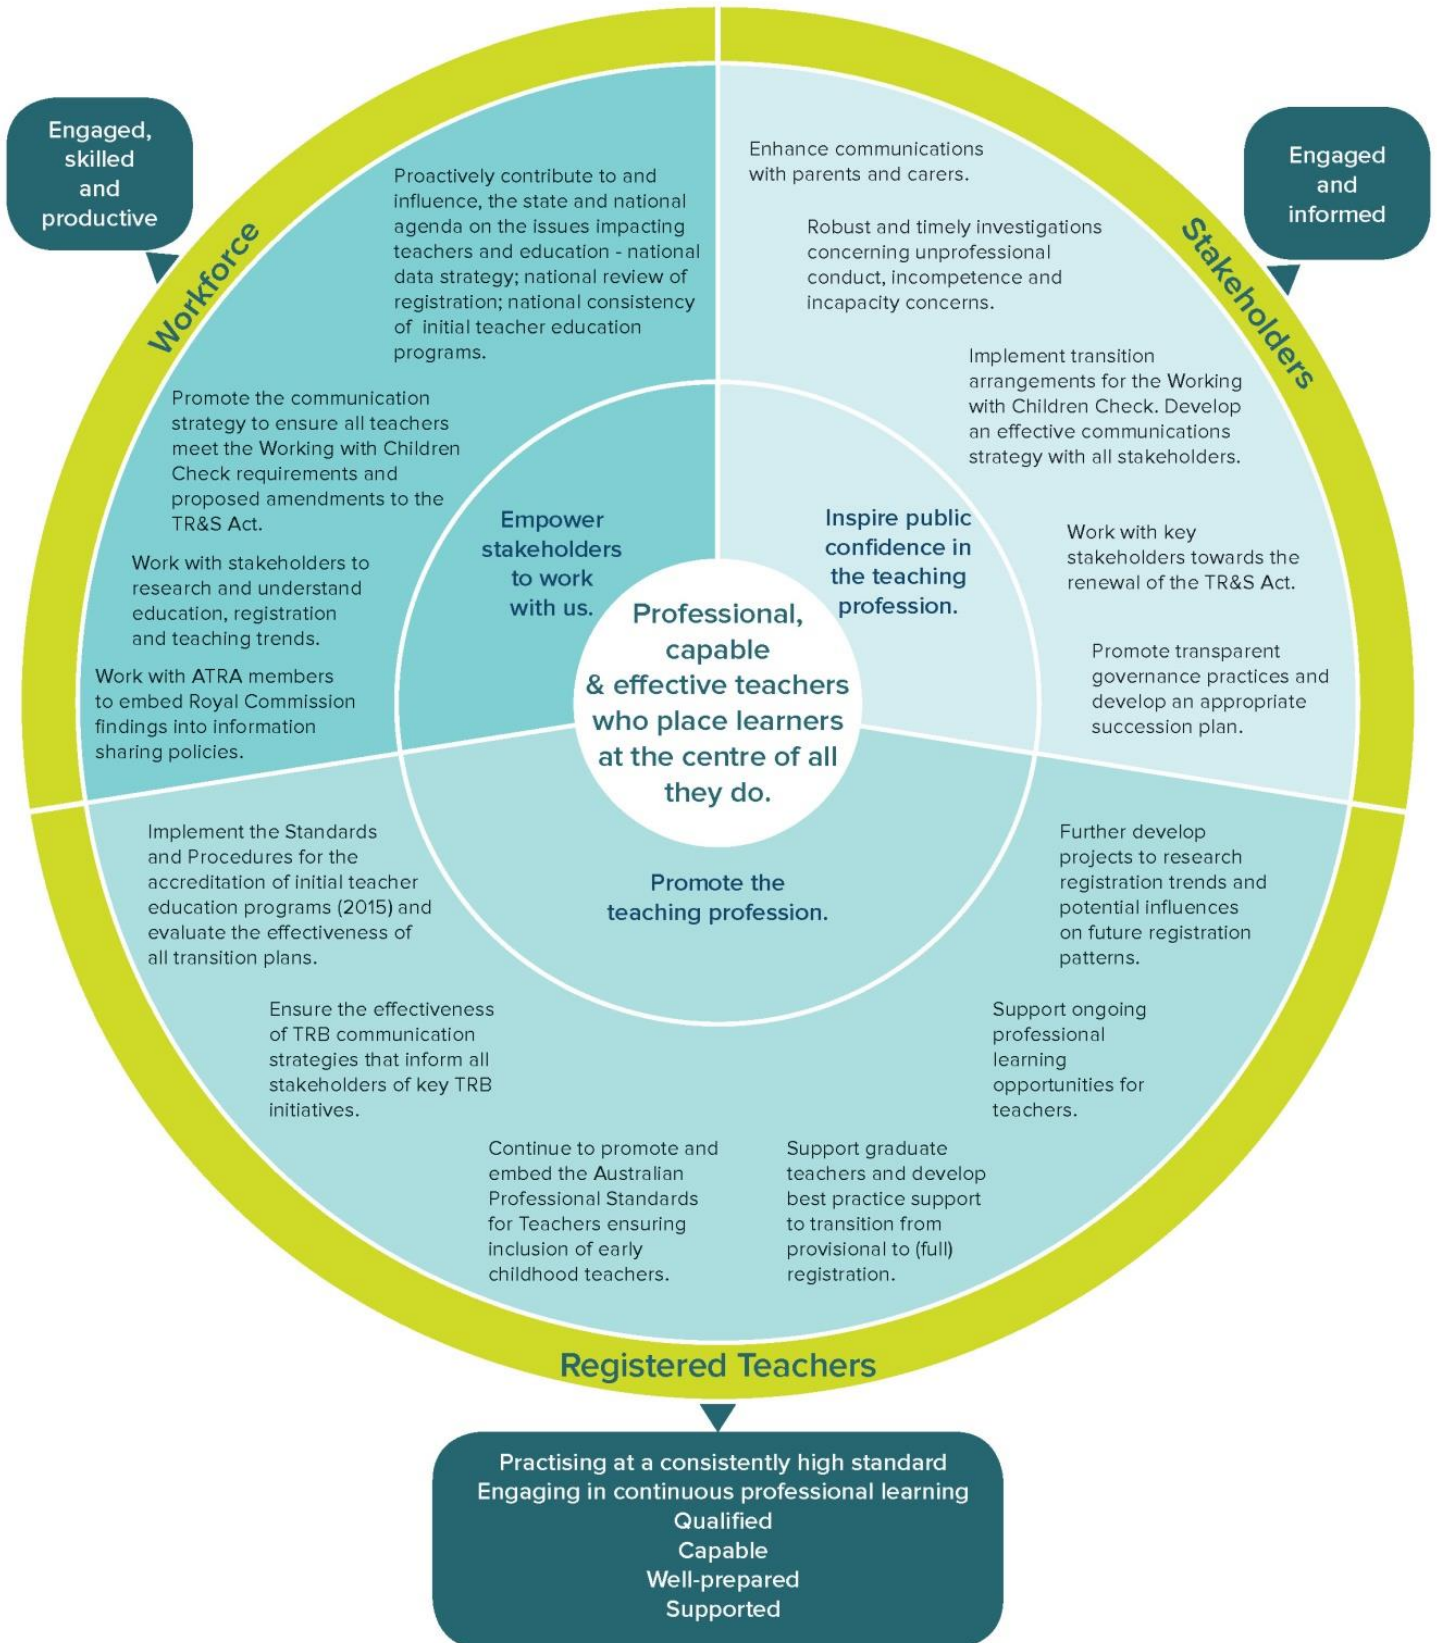 Engaged,
skilled
and
productive
Workforce
Proactively contribute to and
influence, the state and national
agenda on the issues impacting
teachers and education - national
data strategy; national review of
registration; national consistency
of initial teacher education
programs.
Promote the communication
strategy to ensure all teachers
meet the Working with Children
Check requirements and
proposed amendments to the
TR&S Act.
Work with stakeholders to
research and understand
education, registration
and teaching trends.
Work with ATRA members
to embed Royal Commission
findings into information
sharing policies.
Empower
stakeholders
to work
with us.
Engaged
and
informed
Stakeholders
Enhance communications
with parents and carers.
Robust and timely investigations
concerning unprofessional
conduct, incompetence and
incapacity concerns.
Implement transition
arrangements for the Working
with Children Check. Develop
an effective communications
strategy with all stakeholders.
Work with key
stakeholders towards the
renewal of the TR&S Act.
Promote transparent
governance practices and
develop an appropriate
succession plan.
Inspire public
confidence in
the teaching
profession.
Professional,
capable
& effective teachers
who place learners
at the centre of all
they do.
Promote the
teaching profession.
Implement the Standards
and Procedures for the
accreditation of initial teacher
education programs (2015) and
evaluate the effectiveness of
all transition plans.
Ensure the effectiveness
of TRB communication
strategies that inform all
stakeholders of key TRB
initiatives.
Continue to promote and
embed the Australian
Professional Standards
for Teachers ensuring
inclusion of early
childhood teachers.
Support graduate
teachers and develop
best practice support
to transition from
provisional to (full)
registration.
Support ongoing
professional
learning
opportunities for
teachers.
Further develop
projects to research
registration trends and
potential influences
on future registration
patterns.
Registered Teachers
Practising at a consistently high standard
Engaging in continuous professional learning
Qualified
Capable
Well-prepared
Supported